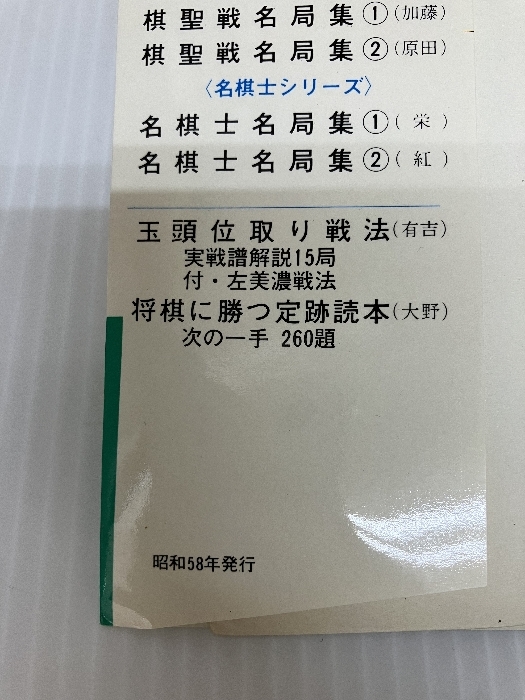 棋聖戦名局集①(加藤)
棋聖戦名局集②(原田)
〈名棋士シリーズ〉
名棋士名局集①(栄)
名棋士名局集②(紅)
玉頭位取り戦法(有吉)
実戦譜解説15局
付・左美濃戦法
将棋に勝つ定跡読本(大野)
次の一手 260題
昭和58年発行